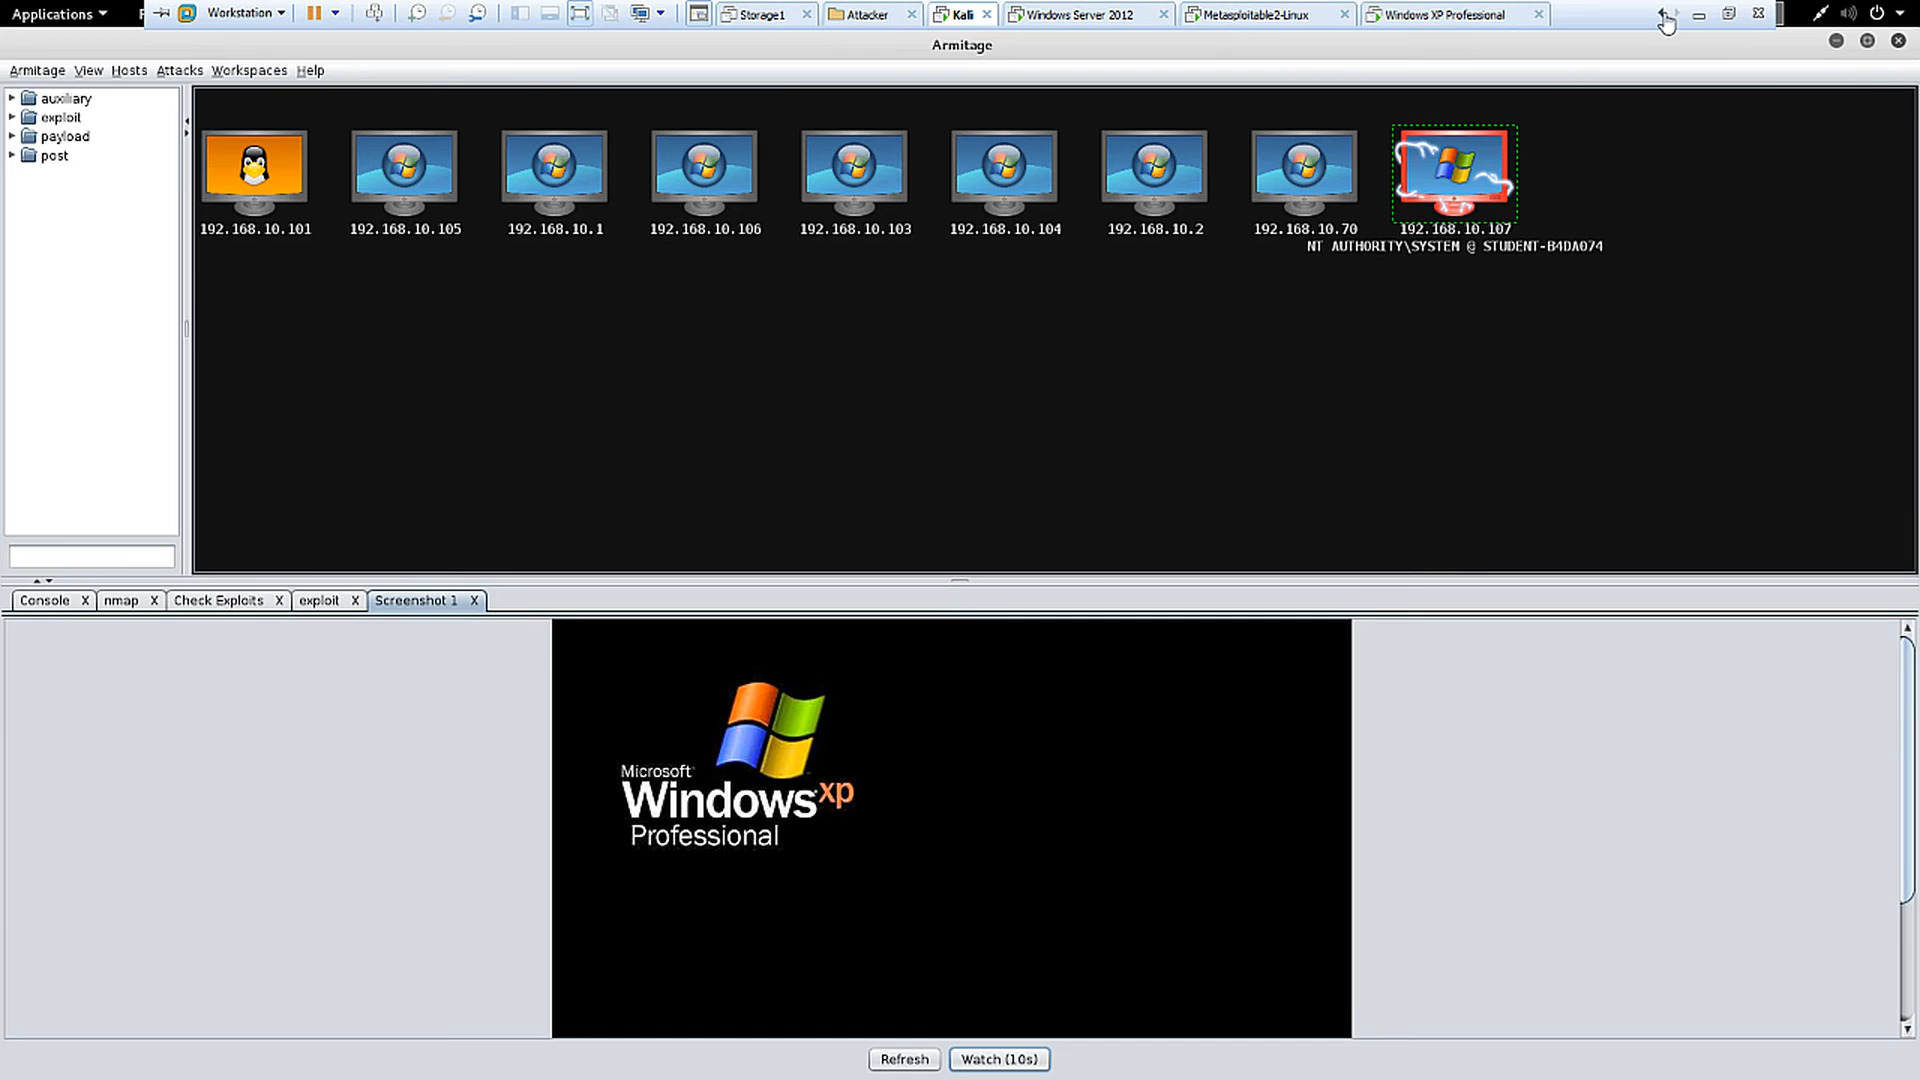 Applications Workstation Storage1 Attacker Kali Windows Server 2012 Metasploitable2-Linux Windows XP Professional
Armitage
Armitage View Hosts Attacks Workspaces Help
auxiliary
exploit
payload
post
192.168.10.101 192.168.10.105 192.168.10.1 192.168.10.106 192.168.10.103 192.168.10.104 192.168.10.2 192.168.10.70 192.168.10.107
NT AUTHORITY\SYSTEM @ STUDENT-B4DA074
Console X nmap X Check Exploits X exploit X Screenshot 1 X
Microsoft
Windows xp
Professional
Refresh Watch (10s)